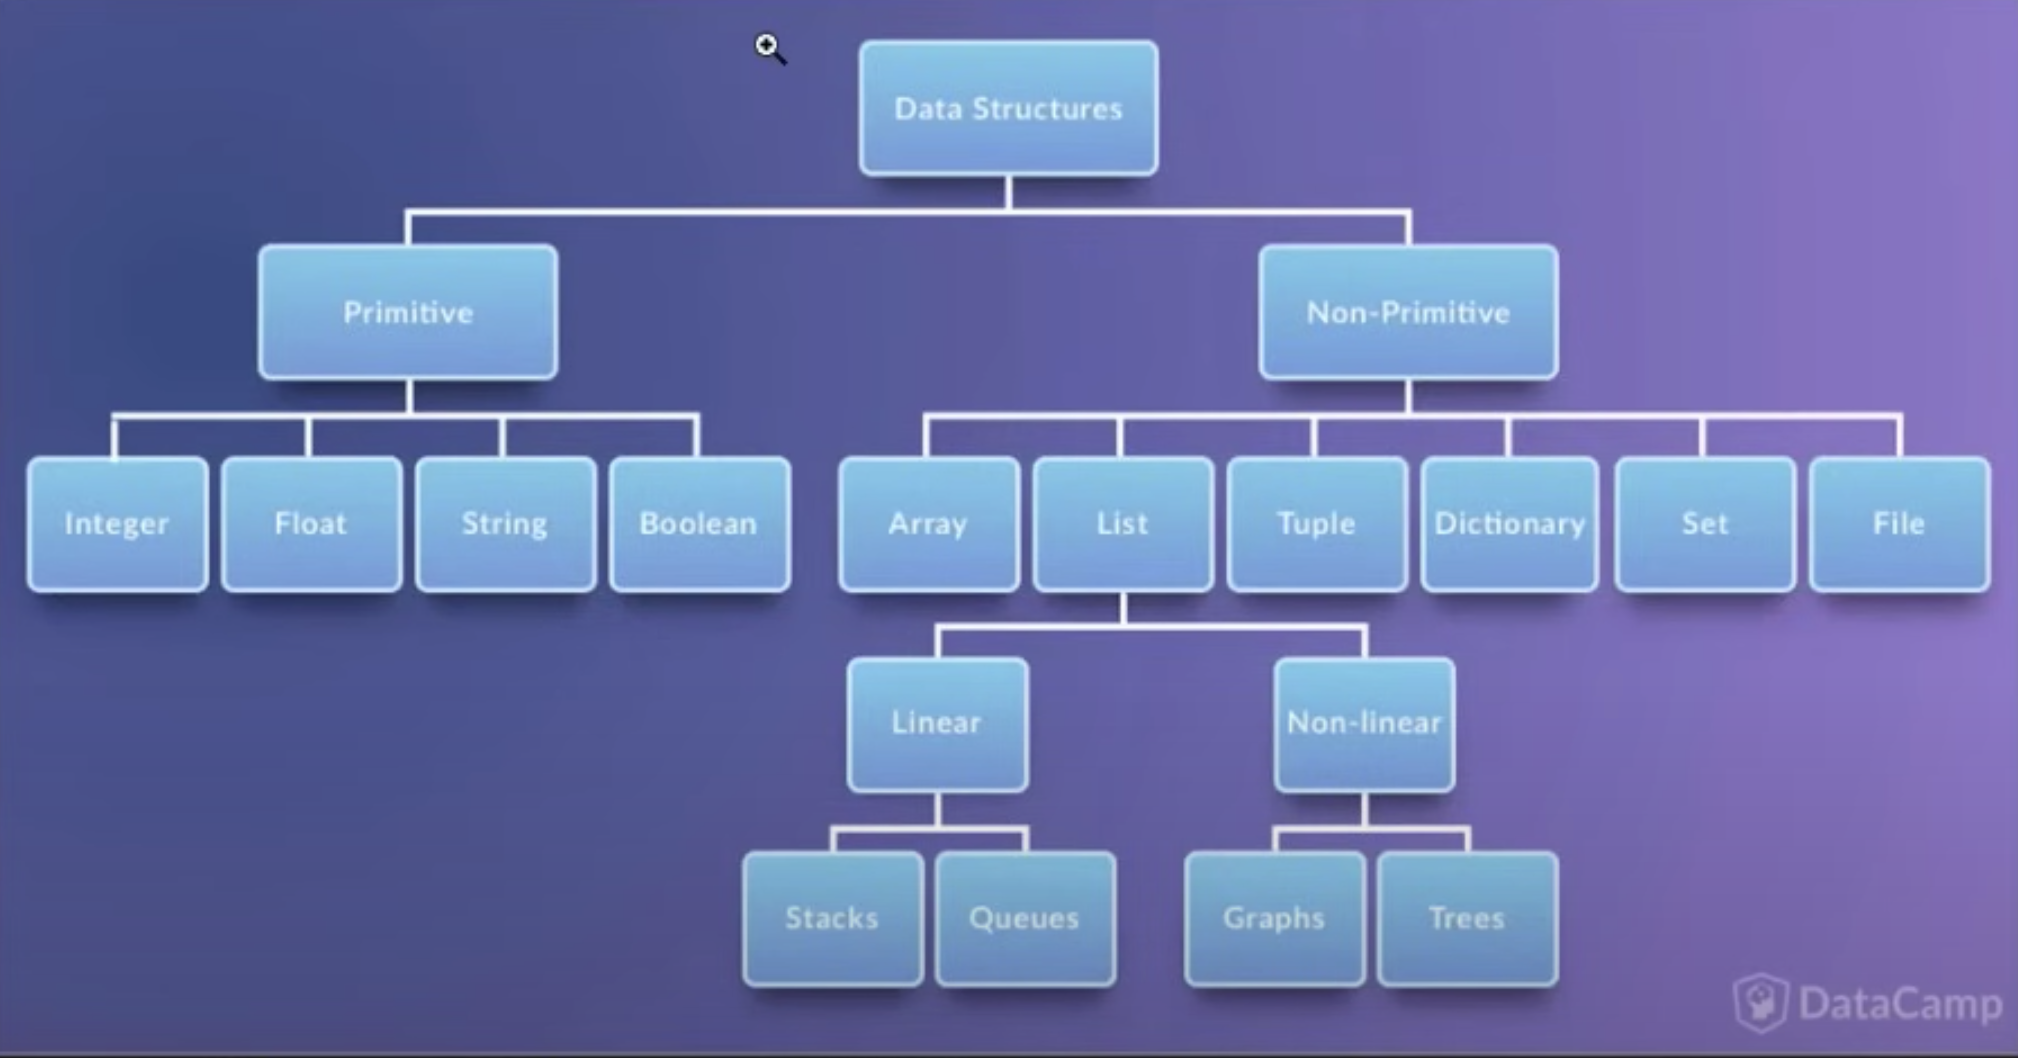 Data Structures
Primitive
Non-Primitive
Integer
Float
String
Boolean
Array
List
Tuple
Dictionary
Set
File
Linear
Non-linear
Stacks
Queues
Graphs
Trees
DataCamp